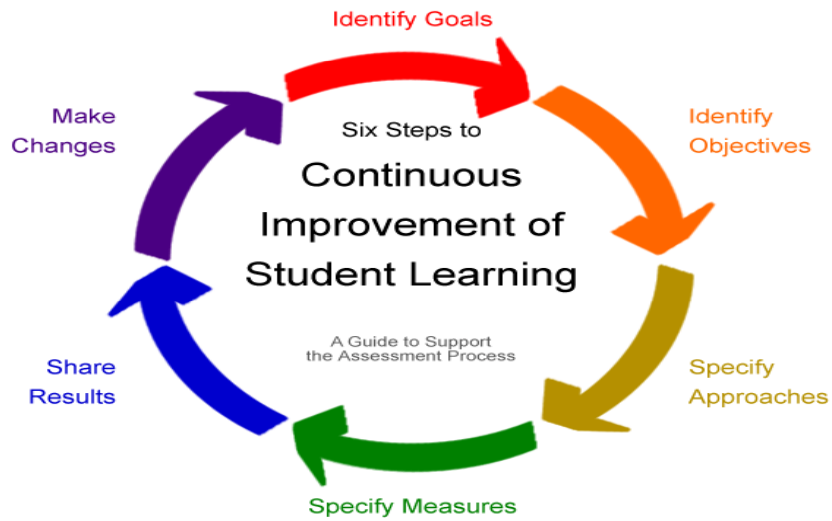 Identify Goals
Identify
Objectives
Specify
Approaches
Specify Measures
Share
Results
Make
Changes
Six Steps to
Continuous
Improvement of
Student Learning
A Guide to Support
the Assessment Process